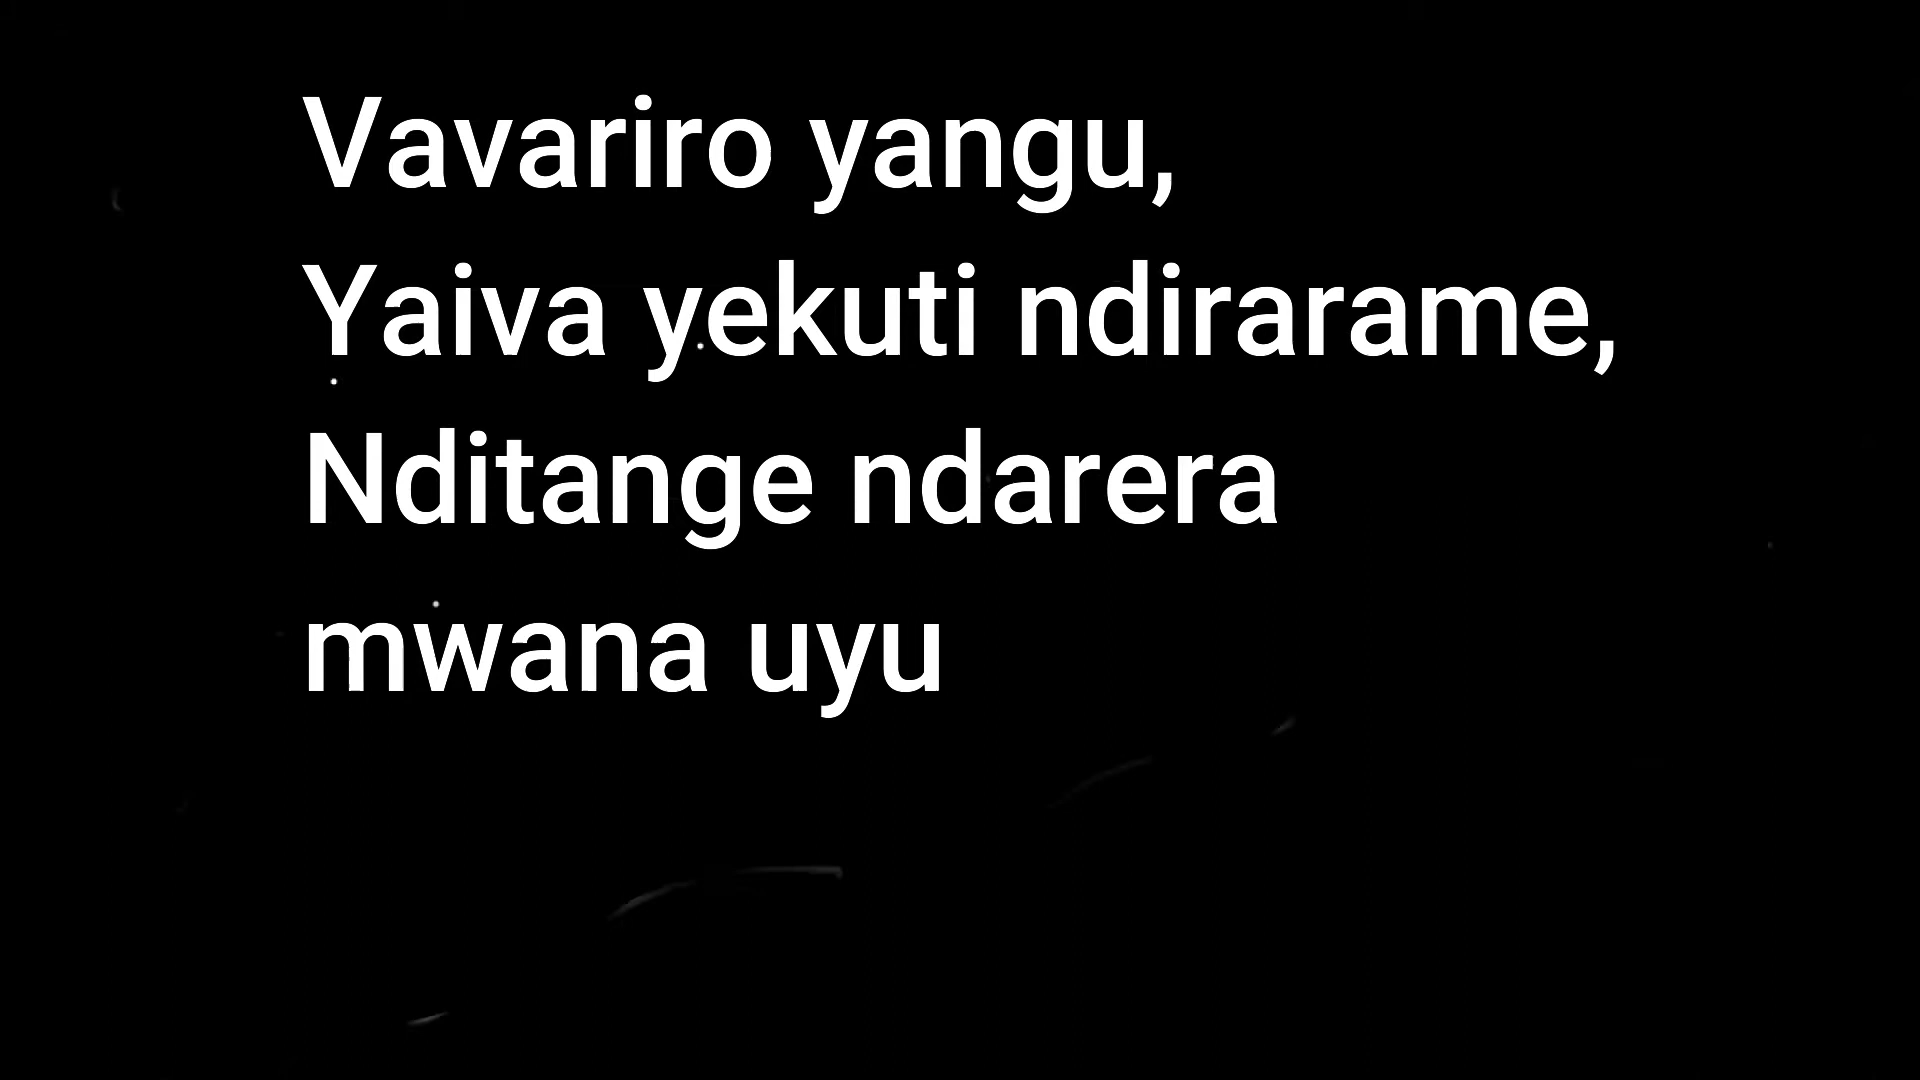 Vavariro yangu,
Yaiva yekuti ndirarame,
Nditange ndarera
mwana uyu